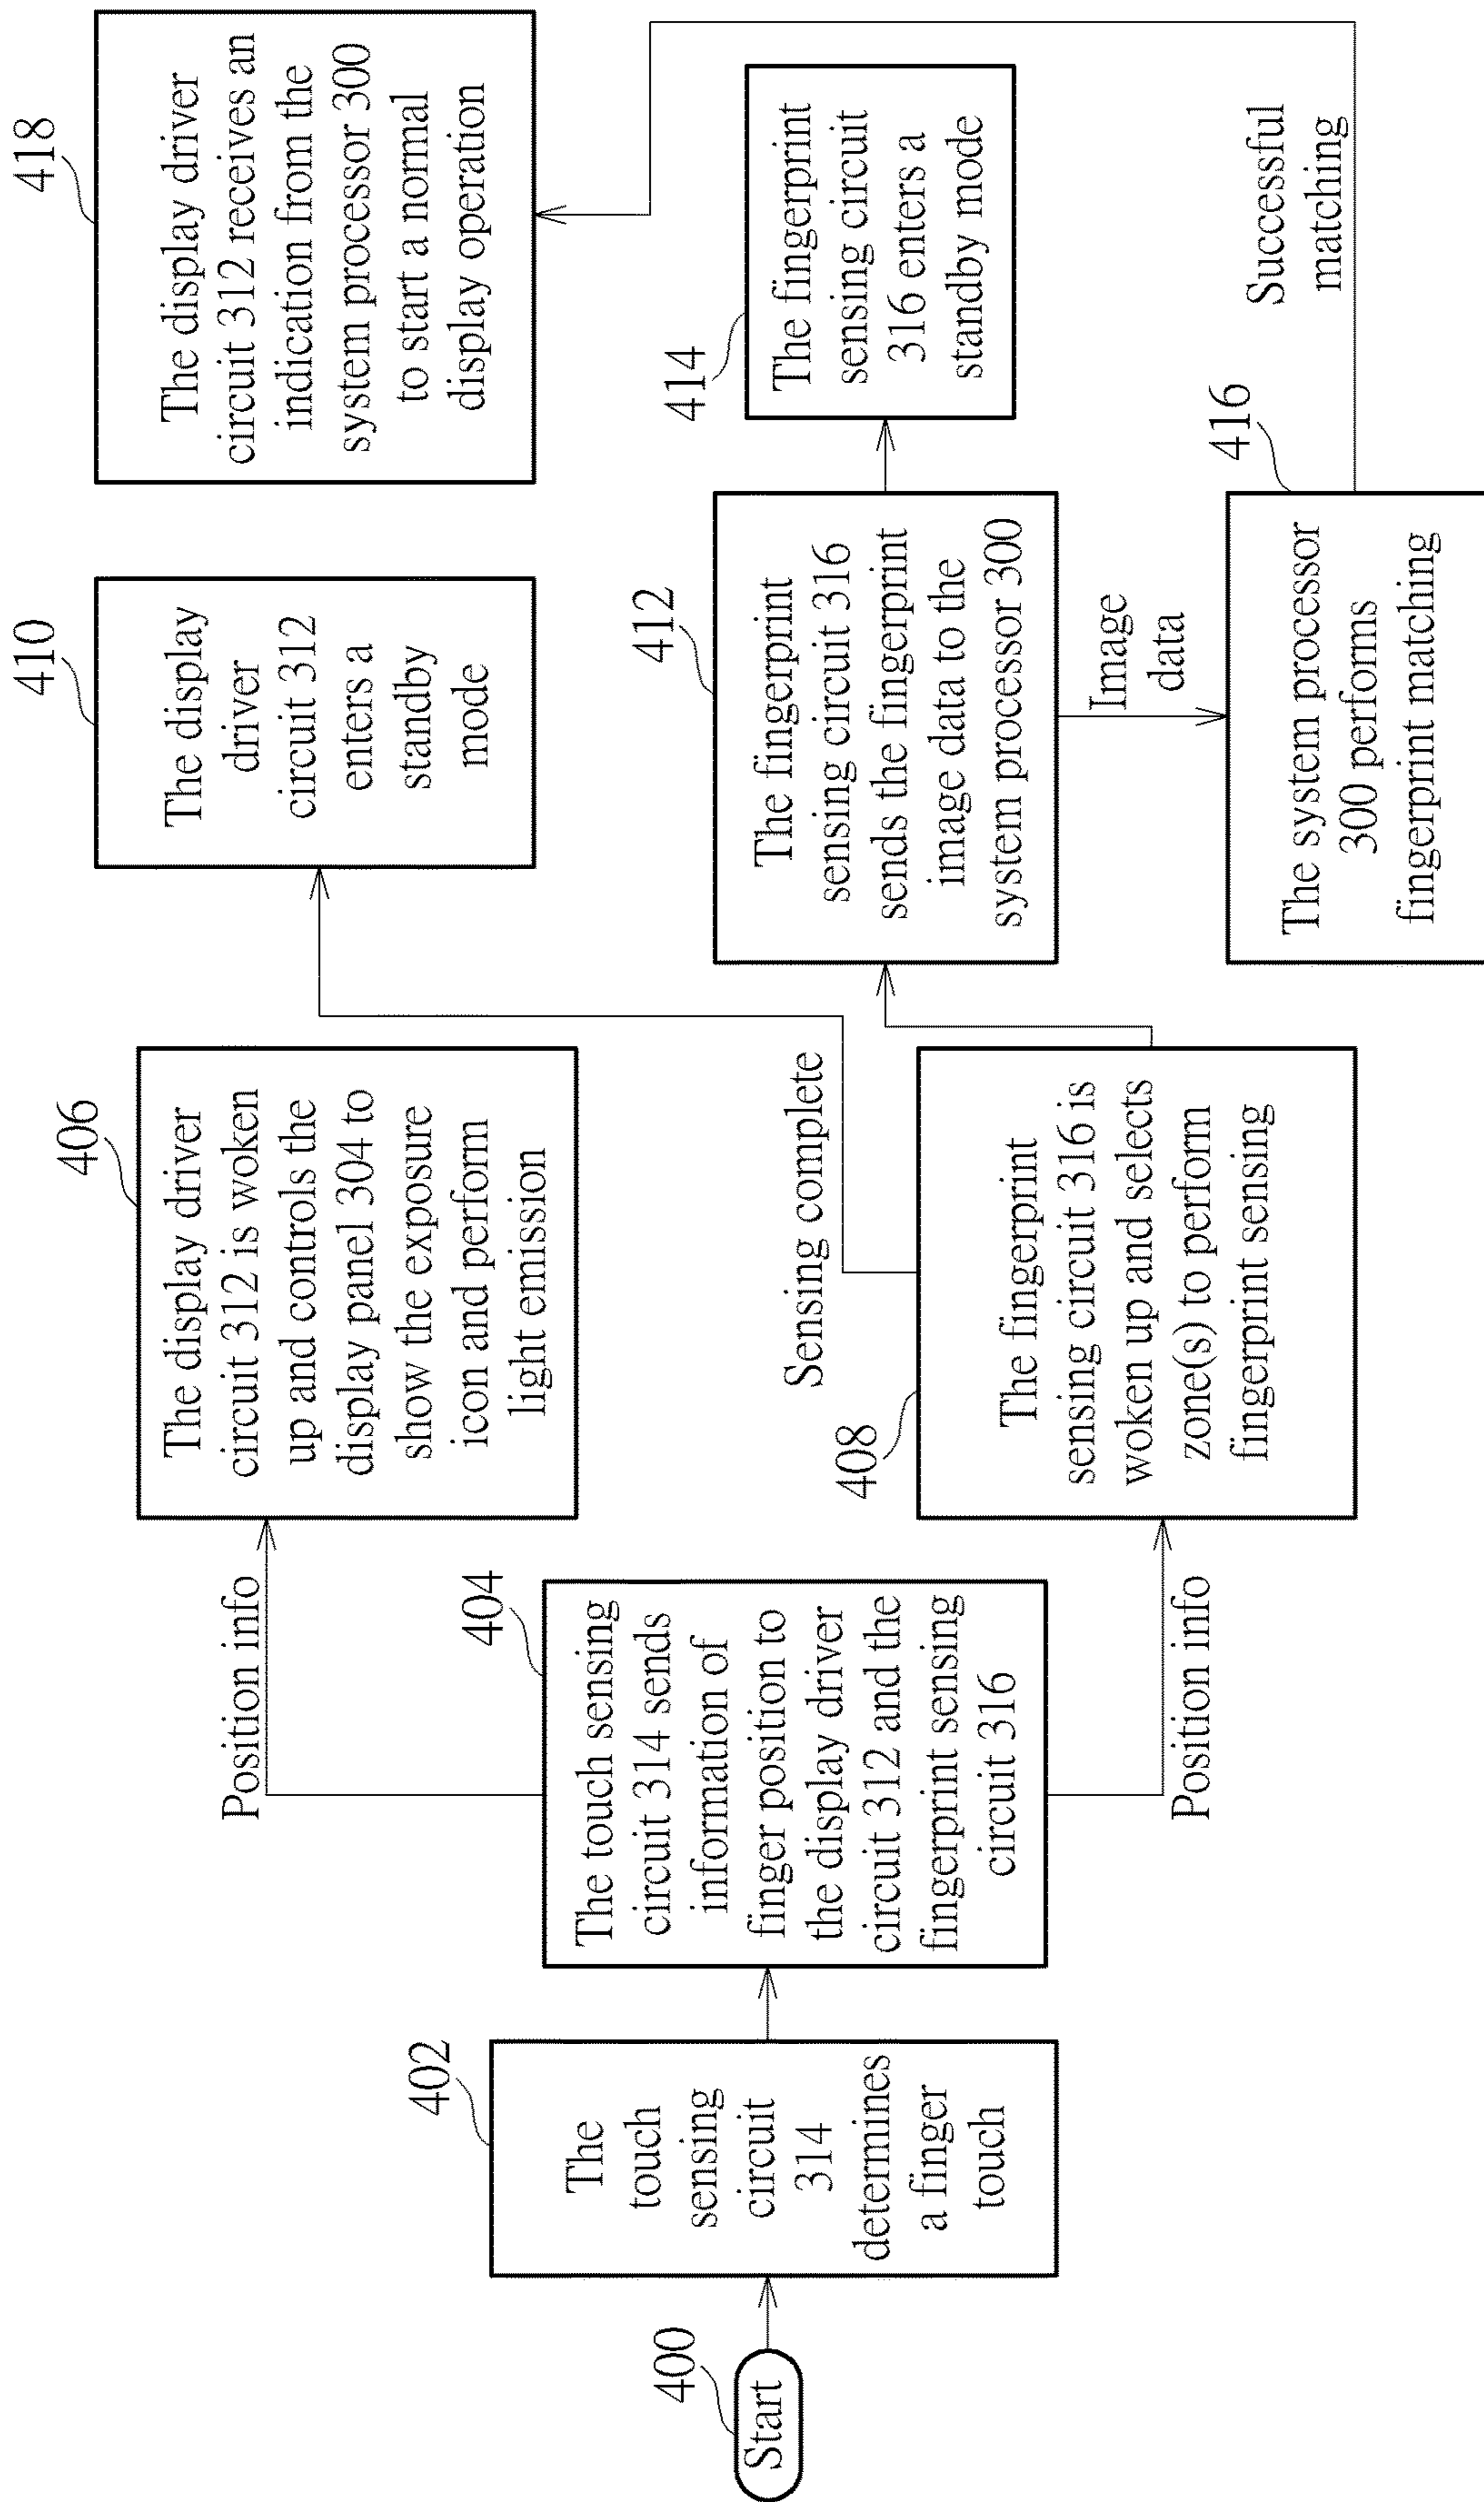 400
Start
402
The
touch
sensing
circuit
314
determines
a finger
touch
404
The touch sensing
circuit 314 sends
information of
finger position to
the display driver
circuit 312 and the
fingerprint sensing
circuit 316
Position info
Position info
406
The display driver
circuit 312 is woken
up and controls the
display panel 304 to
show the exposure
icon and perform
light emission
408
The fingerprint
sensing circuit 316 is
woken up and selects
zone(s) to perform
fingerprint sensing
Sensing complete
410
The display
driver
circuit 312
enters a
standby
mode
412
The fingerprint
sensing circuit 316
sends the fingerprint
image data to the
system processor 300
Image
data
414
The fingerprint
sensing circuit
316 enters a
standby mode
416
The system processor
300 performs
fingerprint matching
Successful
matching
418
The display driver
circuit 312 receives an
indication from the
system processor 300
to start a normal
display operation